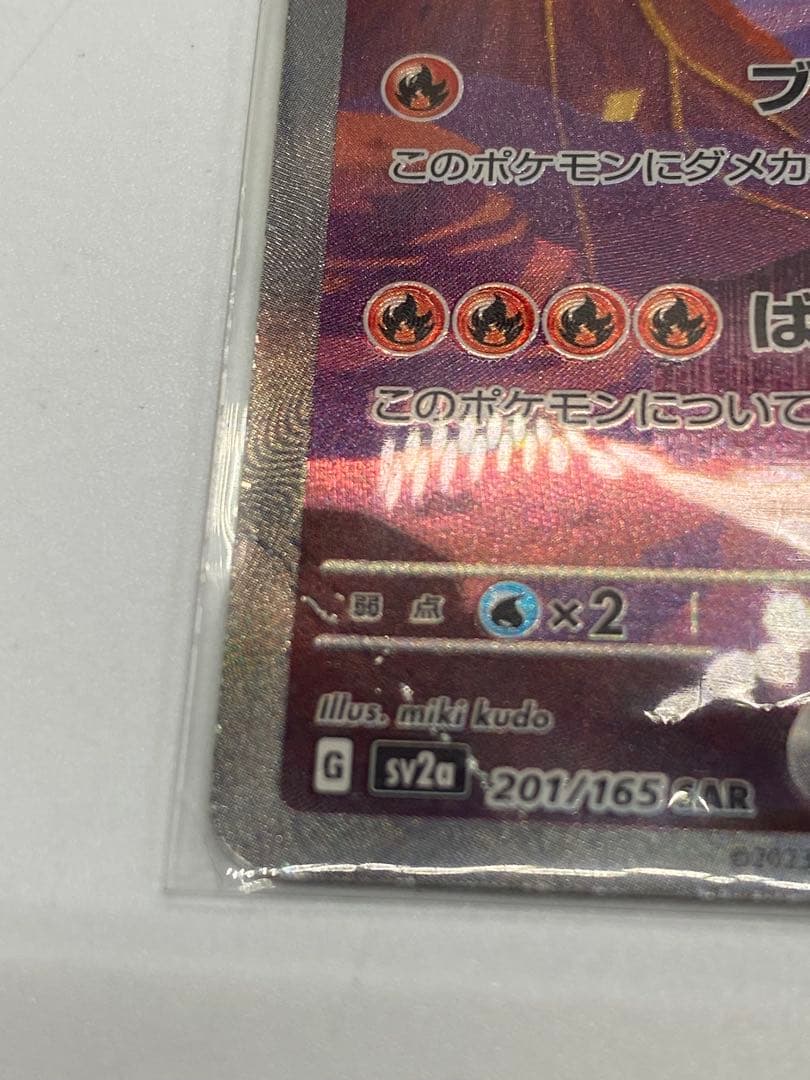 ブ
このポケモンにダメカ
ば
このポケモンについて
弱点 ×2
Illus. miki kudo
G sv2a 201/165 SAR
©2023